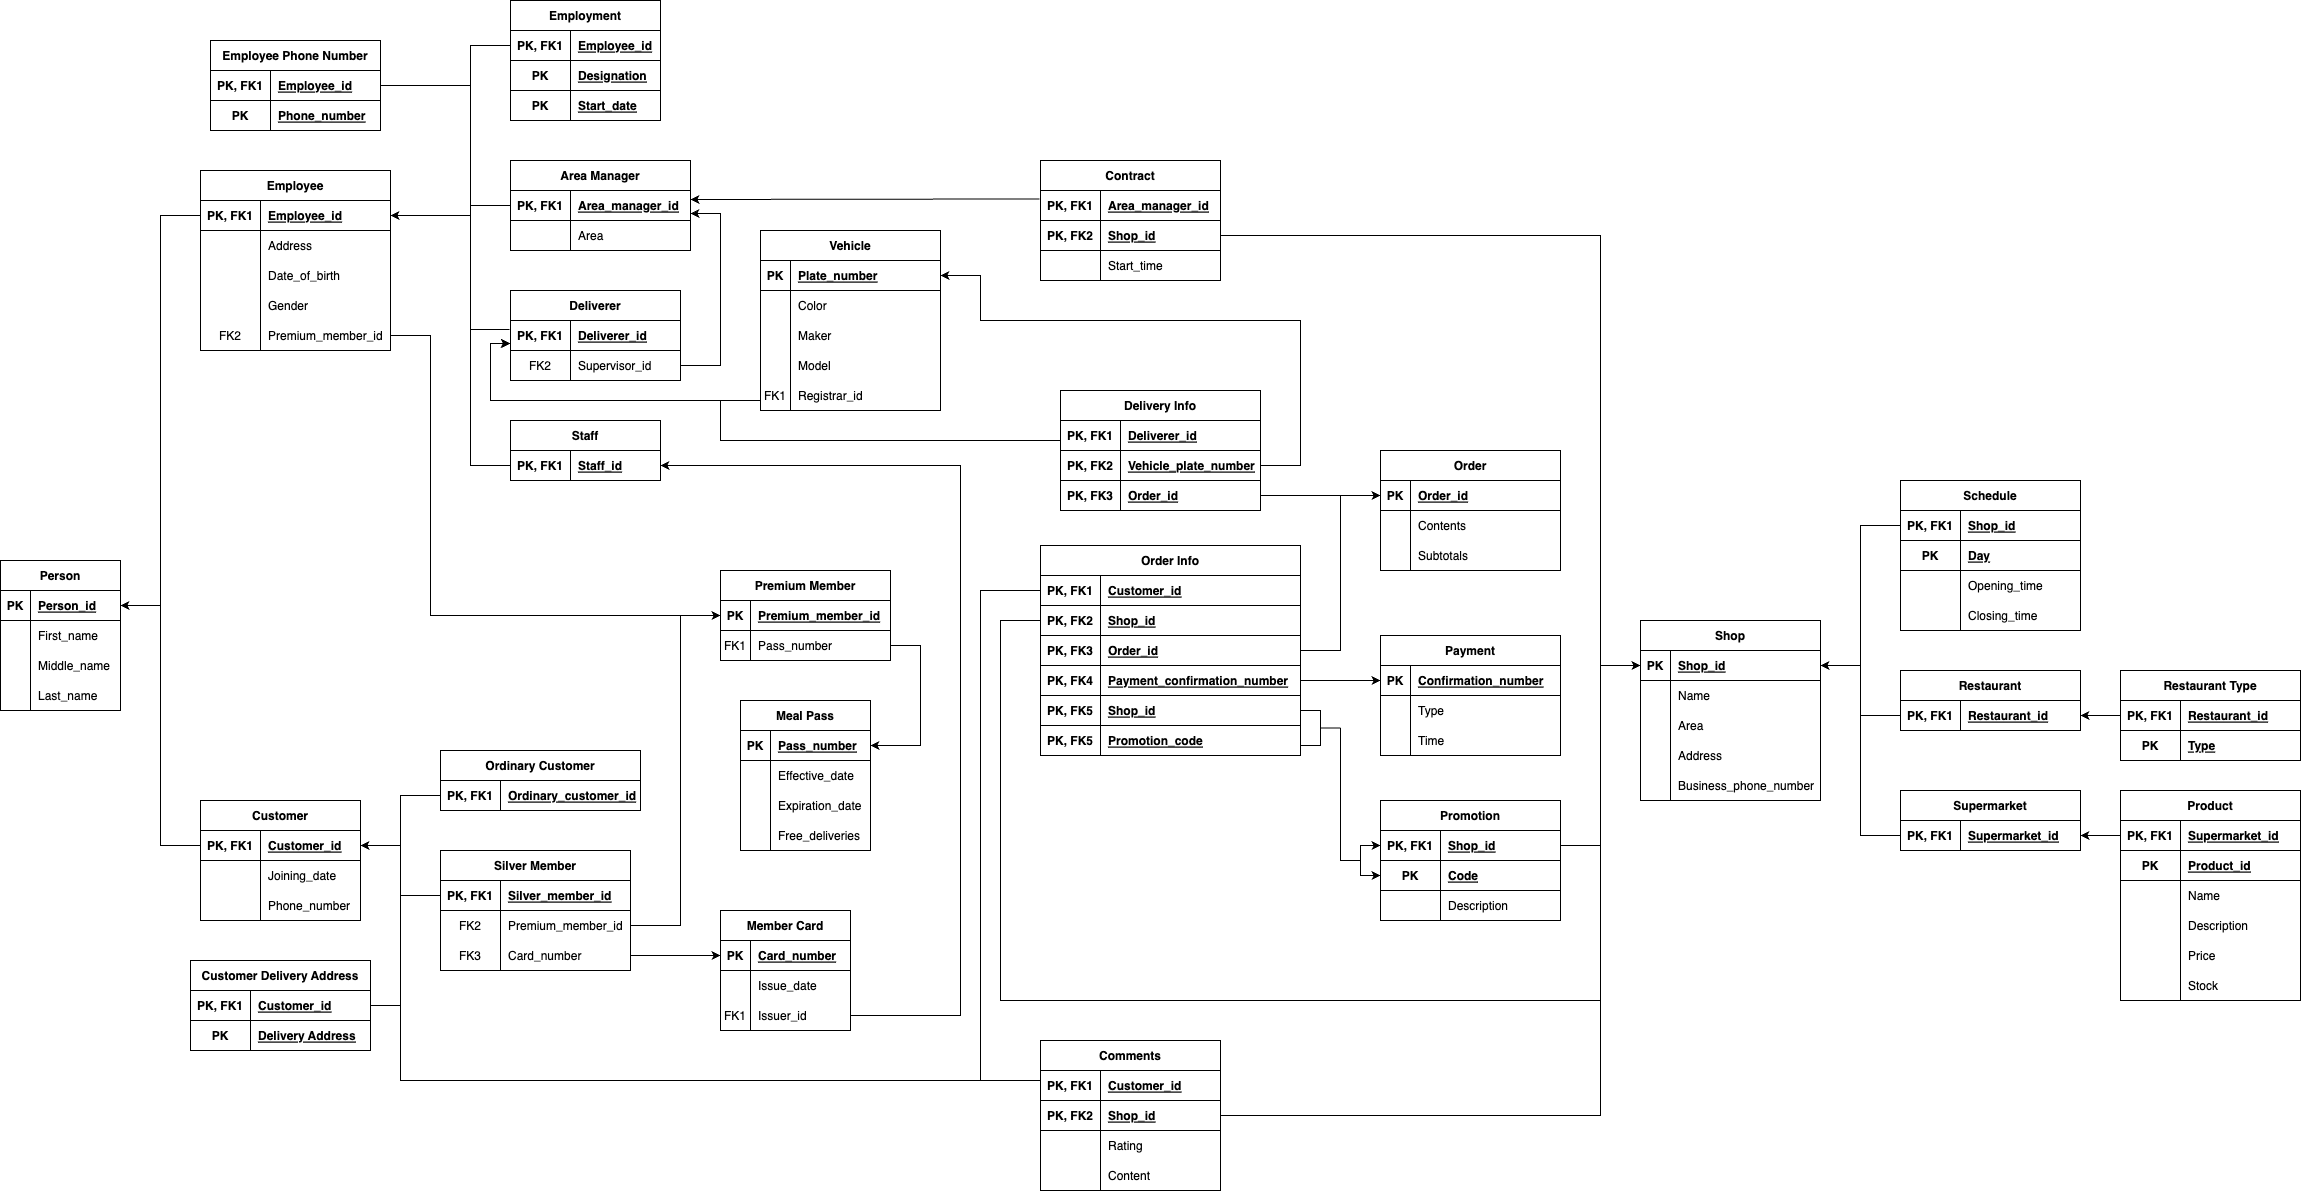 Employment
PK, FK1 Employee_id
PK Designation
PK Start_date
Employee Phone Number
PK, FK1 Employee_id
PK Phone_number
Employee
PK, FK1 Employee_id
Address
Date_of_birth
Gender
FK2 Premium_member_id
Area Manager
PK, FK1 Area_manager_id
Area
Contract
PK, FK1 Area_manager_id
PK, FK2 Shop_id
Start_time
Vehicle
PK Plate_number
Color
Maker
Model
FK1 Registrar_id
Deliverer
PK, FK1 Deliverer_id
FK2 Supervisor_id
Staff
PK, FK1 Staff_id
Delivery Info
PK, FK1 Deliverer_id
PK, FK2 Vehicle_plate_number
PK, FK3 Order_id
Order
PK Order_id
Contents
Subtotals
Schedule
PK, FK1 Shop_id
PK Day
Opening_time
Closing_time
Order Info
PK, FK1 Customer_id
PK, FK2 Shop_id
PK, FK3 Order_id
PK, FK4 Payment_confirmation_number
PK, FK5 Shop_id
PK, FK5 Promotion_code
Person
PK Person_id
First_name
Middle_name
Last_name
Premium Member
PK Premium_member_id
FK1 Pass_number
Payment
PK Confirmation_number
Type
Time
Shop
PK Shop_id
Name
Area
Address
Business_phone_number
Restaurant
PK, FK1 Restaurant_id
Restaurant Type
PK, FK1 Restaurant_id
PK Type
Meal Pass
PK Pass_number
Effective_date
Expiration_date
Free_deliveries
Ordinary Customer
PK, FK1 Ordinary_customer_id
Customer
PK, FK1 Customer_id
Joining_date
Phone_number
Promotion
PK, FK1 Shop_id
PK Code
Description
Supermarket
PK, FK1 Supermarket_id
Product
PK, FK1 Supermarket_id
PK Product_id
Name
Description
Price
Stock
Silver Member
PK, FK1 Silver_member_id
FK2 Premium_member_id
FK3 Card_number
Member Card
PK Card_number
Issue_date
FK1 Issuer_id
Customer Delivery Address
PK, FK1 Customer_id
PK Delivery Address
Comments
PK, FK1 Customer_id
PK, FK2 Shop_id
Rating
Content